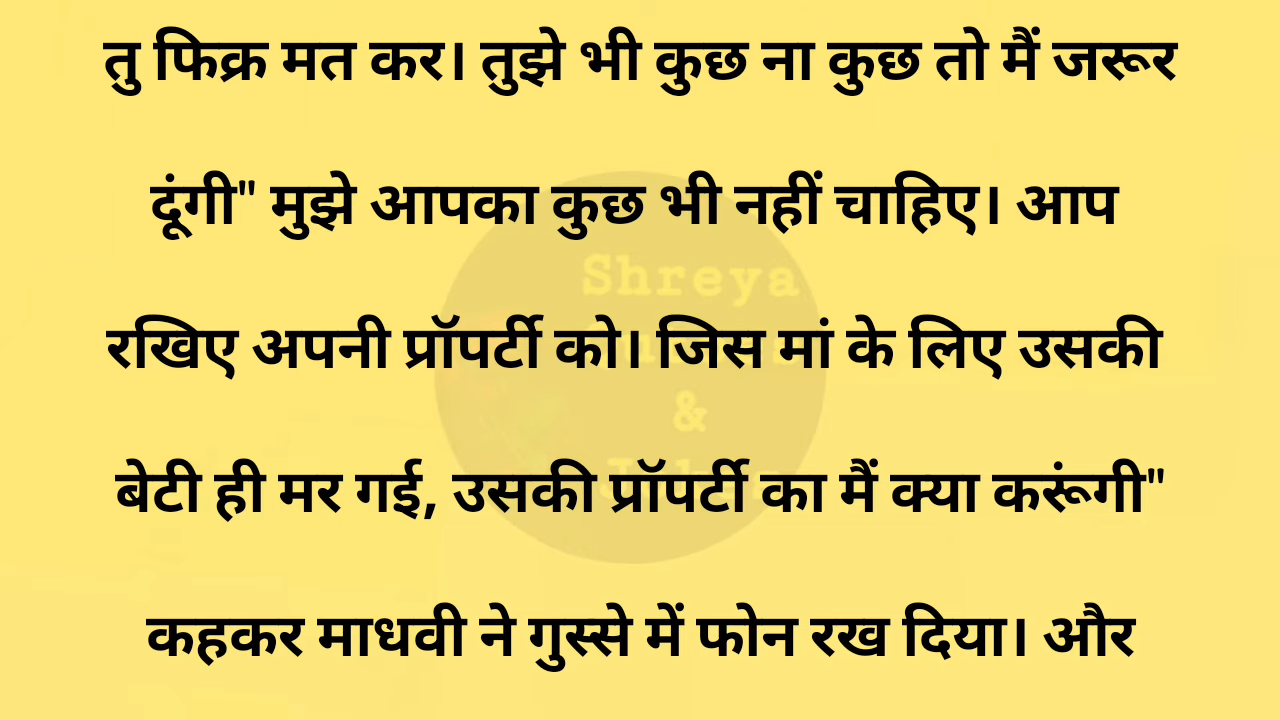 तु फिक्र मत कर। तुझे भी कुछ ना कुछ तो मैं जरूर
दूंगी" मुझे आपका कुछ भी नहीं चाहिए। आप
Shreya
रखिए अपनी प्रॉपर्टी को। जिस मां के लिए उसकी
&
बेटी ही मर गई, उसकी प्रॉपर्टी का मैं क्या करूंगी"
कहकर माधवी ने गुस्से में फोन रख दिया। और